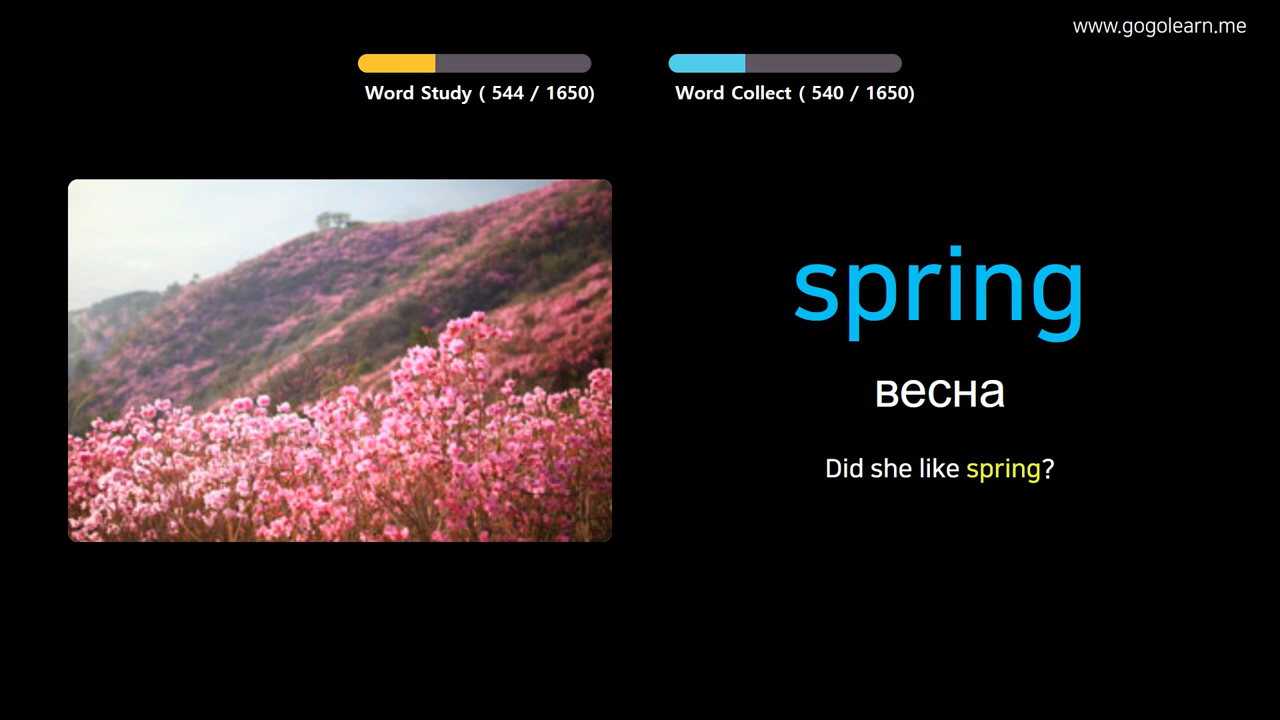 www.gogolearn.me
Word Study ( 544 / 1650)
Word Collect ( 540 / 1650)
spring
весна
Did she like spring?